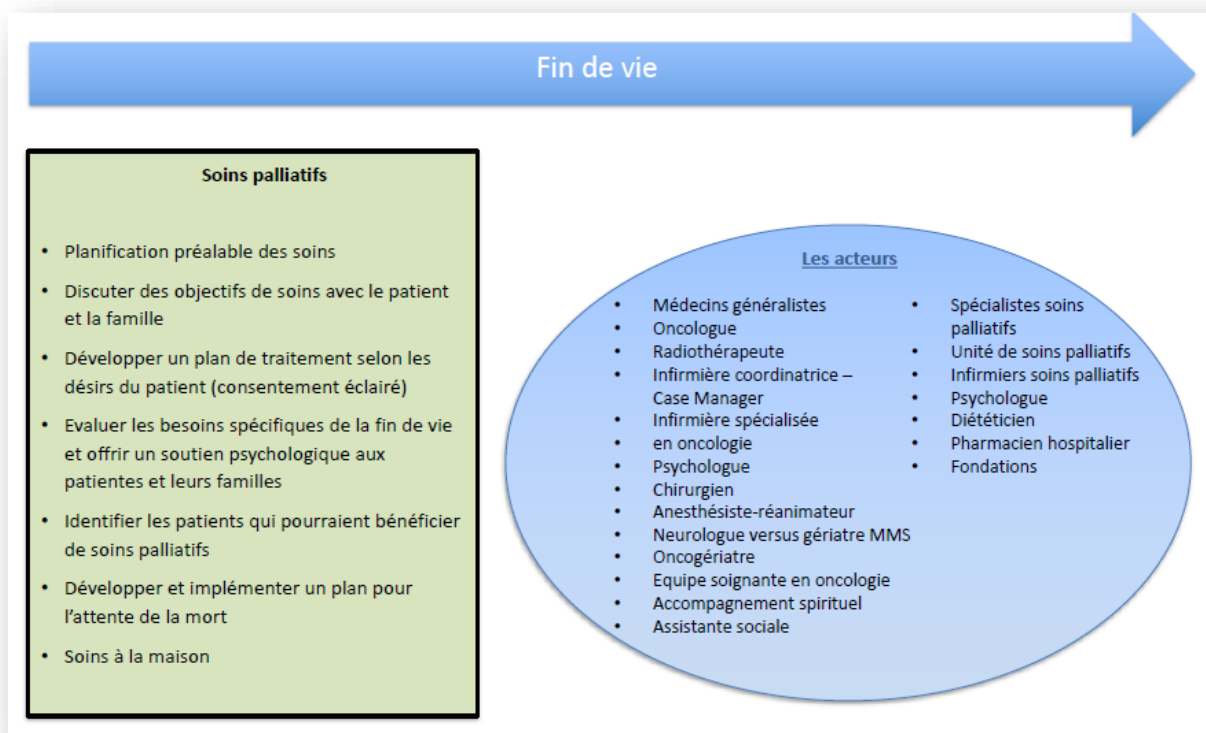 Fin de vie
Soins palliatifs
• Planification préalable des soins
• Discuter des objectifs de soins avec le patient
et la famille
• Développer un plan de traitement selon les
désirs du patient (consentement éclairé)
• Evaluer les besoins spécifiques de la fin de vie
et offrir un soutien psychologique aux
patientes et leurs familles
• Identifier les patients qui pourraient bénéficier
de soins palliatifs
• Développer et implémenter un plan pour
l'attente de la mort
• Soins à la maison
Les acteurs
• Médecins généralistes
• Oncologue
• Radiothérapeute
• Infirmière coordinatrice –
Case Manager
• Infirmière spécialisée
• en oncologie
• Psychologue
• Chirurgien
• Anesthésiste-réanimateur
• Neurologue versus gériatre MMS
• Oncogériatre
• Equipe soignante en oncologie
• Accompagnement spirituel
• Assistante sociale
• Spécialistes soins
palliatifs
• Unité de soins palliatifs
• Infirmiers soins palliatifs
• Psychologue
• Diététicien
• Pharmacien hospitalier
• Fondations